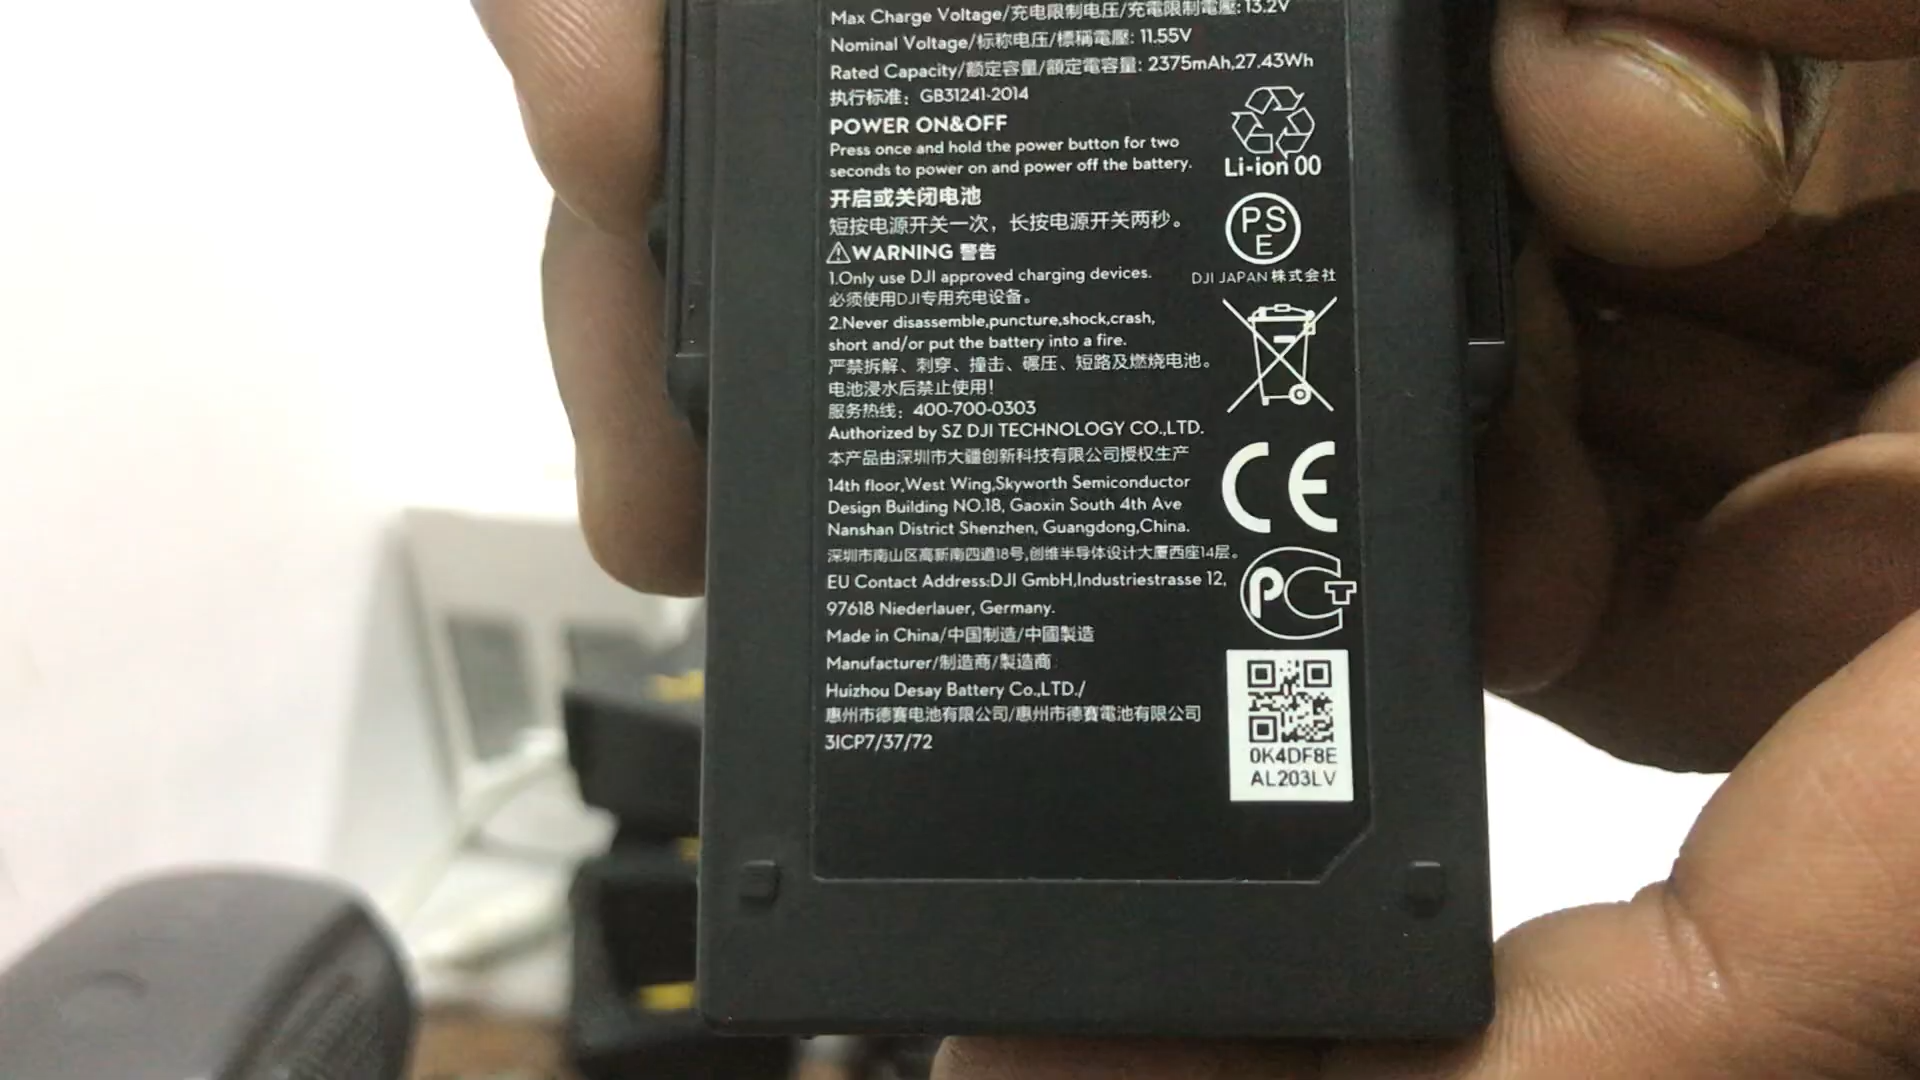 Max Charge Voltage/充电限制电压/充電限制電壓: 13.2V
Nominal Voltage/标称电压/標稱電壓: 11.55V
Rated Capacity/额定容量/額定電容量: 2375mAh,27.43Wh
执行标准: GB31241-2014
POWER ON&OFF
Press once and hold the power button for two
seconds to power on and power off the battery.
Li-ion 00
开启或关闭电池
短按电源开关一次，长按电源开关两秒。
PS
E
⚠WARNING 警告
1.Only use DJI approved charging devices.
DJI JAPAN 株式会社
必须使用DJI专用充电设备。
2.Never disassemble,puncture,shock,crash,
short and/or put the battery into a fire.
严禁拆解、刺穿、撞击、碾压、短路及燃烧电池。
电池浸水后禁止使用!
服务热线: 400-700-0303
Authorized by SZ DJI TECHNOLOGY CO.,LTD.
本产品由深圳市大疆创新科技有限公司授权生产
CE
14th floor,West Wing,Skyworth Semiconductor
Design Building NO.18, Gaoxin South 4th Ave
Nanshan District Shenzhen, Guangdong,China.
深圳市南山区高新南四道18号,创维半导体设计大厦西座14层。
EU Contact Address:DJI GmbH,Industriestrasse 12,
97618 Niederlauer, Germany.
РСТ
Made in China/中国制造/中國製造
Manufacturer/制造商/製造商
Huizhou Desay Battery Co.,LTD./
惠州市德赛电池有限公司/惠州市德賽電池有限公司
3ICP7/37/72
0K4DF8E
AL203LV